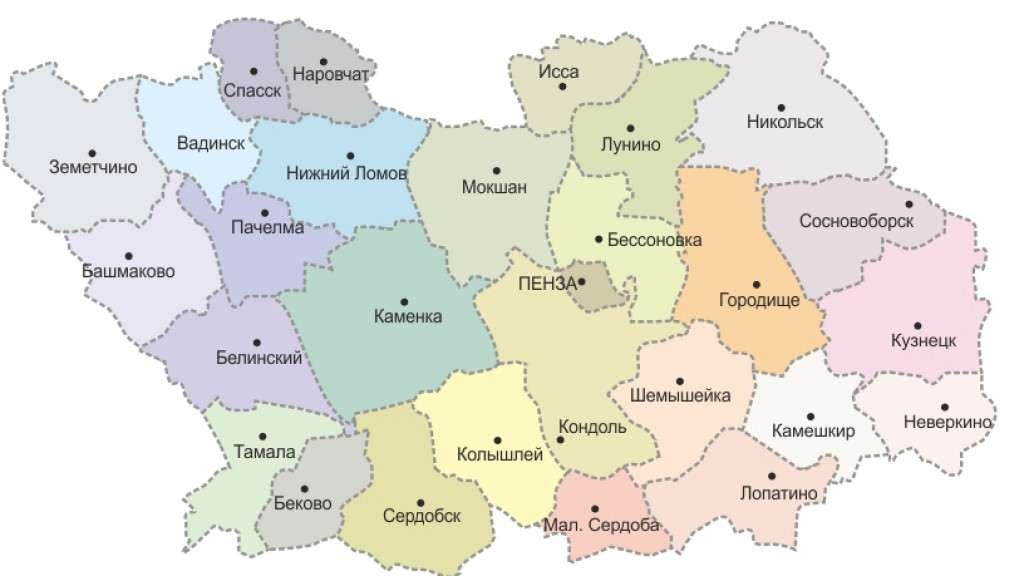 Исса
Наровчат
Спасск
Никольск
Вадинск
Лунино
Земетчино
Нижний Ломов
Мокшан
Сосновоборск
Пачелма
Бессоновка
Башмаково
ПЕНЗА
Городище
Каменка
Кузнецк
Белинский
Шемышейка
Неверкино
Кондоль
Камешкир
Тамала
Колышлей
Лопатино
Беково
Сердобск
Мал. Сердоба